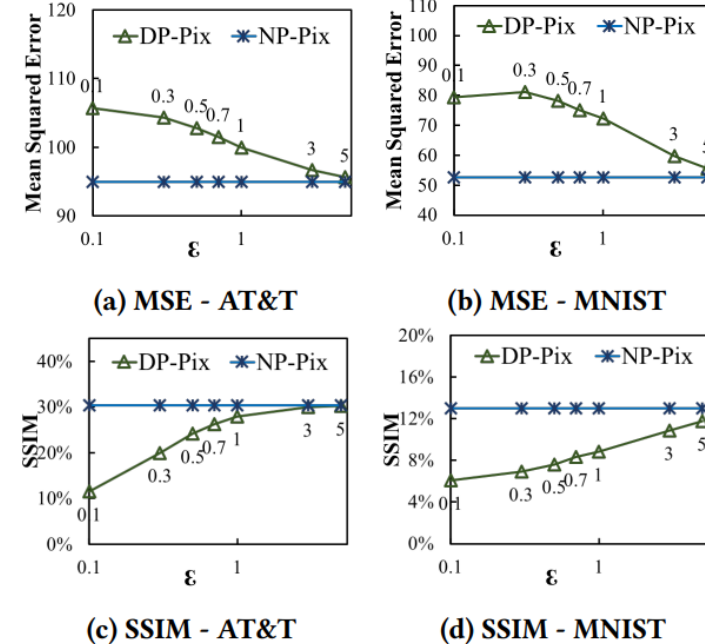 120
DP-Pix NP-Pix
110
100
90
Mean Squared Error
0.1 0.3 0.5 0.7 1 3 5
0.1 1
ε
(a) MSE - AT&T
110
100
90
80
70
60
50
40
Mean Squared Error
DP-Pix NP-Pix
0.1 0.3 0.5 0.7 1 3 5
0.1 1
ε
(b) MSE - MNIST
40%
30%
20%
10%
0%
SSIM
DP-Pix NP-Pix
0.1 0.3 0.5 0.7 1 3 5
0.1 1
ε
(c) SSIM - AT&T
20%
16%
12%
8%
4%
0%
SSIM
DP-Pix NP-Pix
0.1 0.3 0.5 0.7 1 3 5
0.1 1
ε
(d) SSIM - MNIST